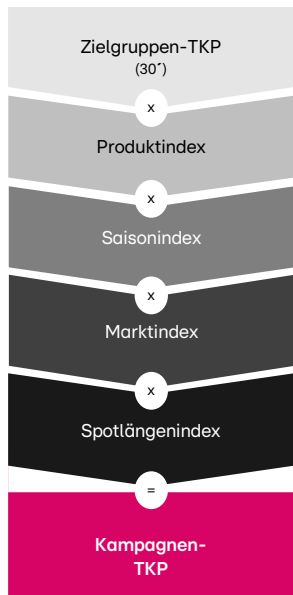 Zielgruppen-TKP
(30´)
x
Produktindex
x
Saisonindex
x
Marktindex
x
Spotlängenindex
=
Kampagnen-
TKP